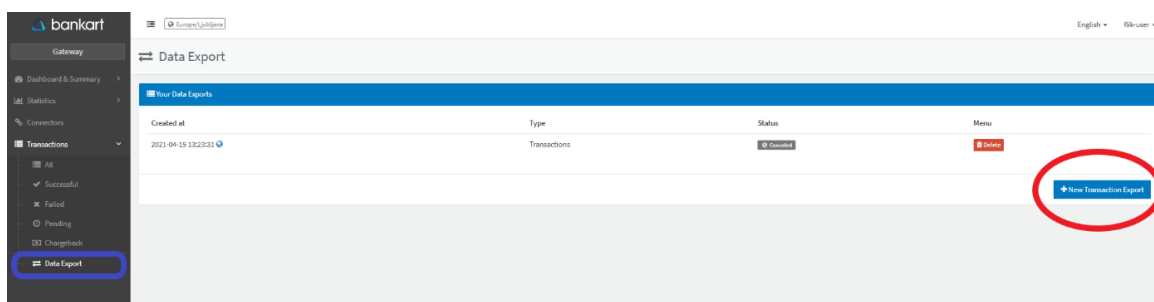 bankart
Europe/Ljubljana
English
Gateway
Data Export
Dashboard & Summary
Your Data Exports
Statistics
Connectors
Created at Type Status Menu
Transactions
2021-04-15 13:23:31 Transactions Canceled Delete
All
Successful
New Transaction Export
Failed
Pending
Chargeback
Data Export